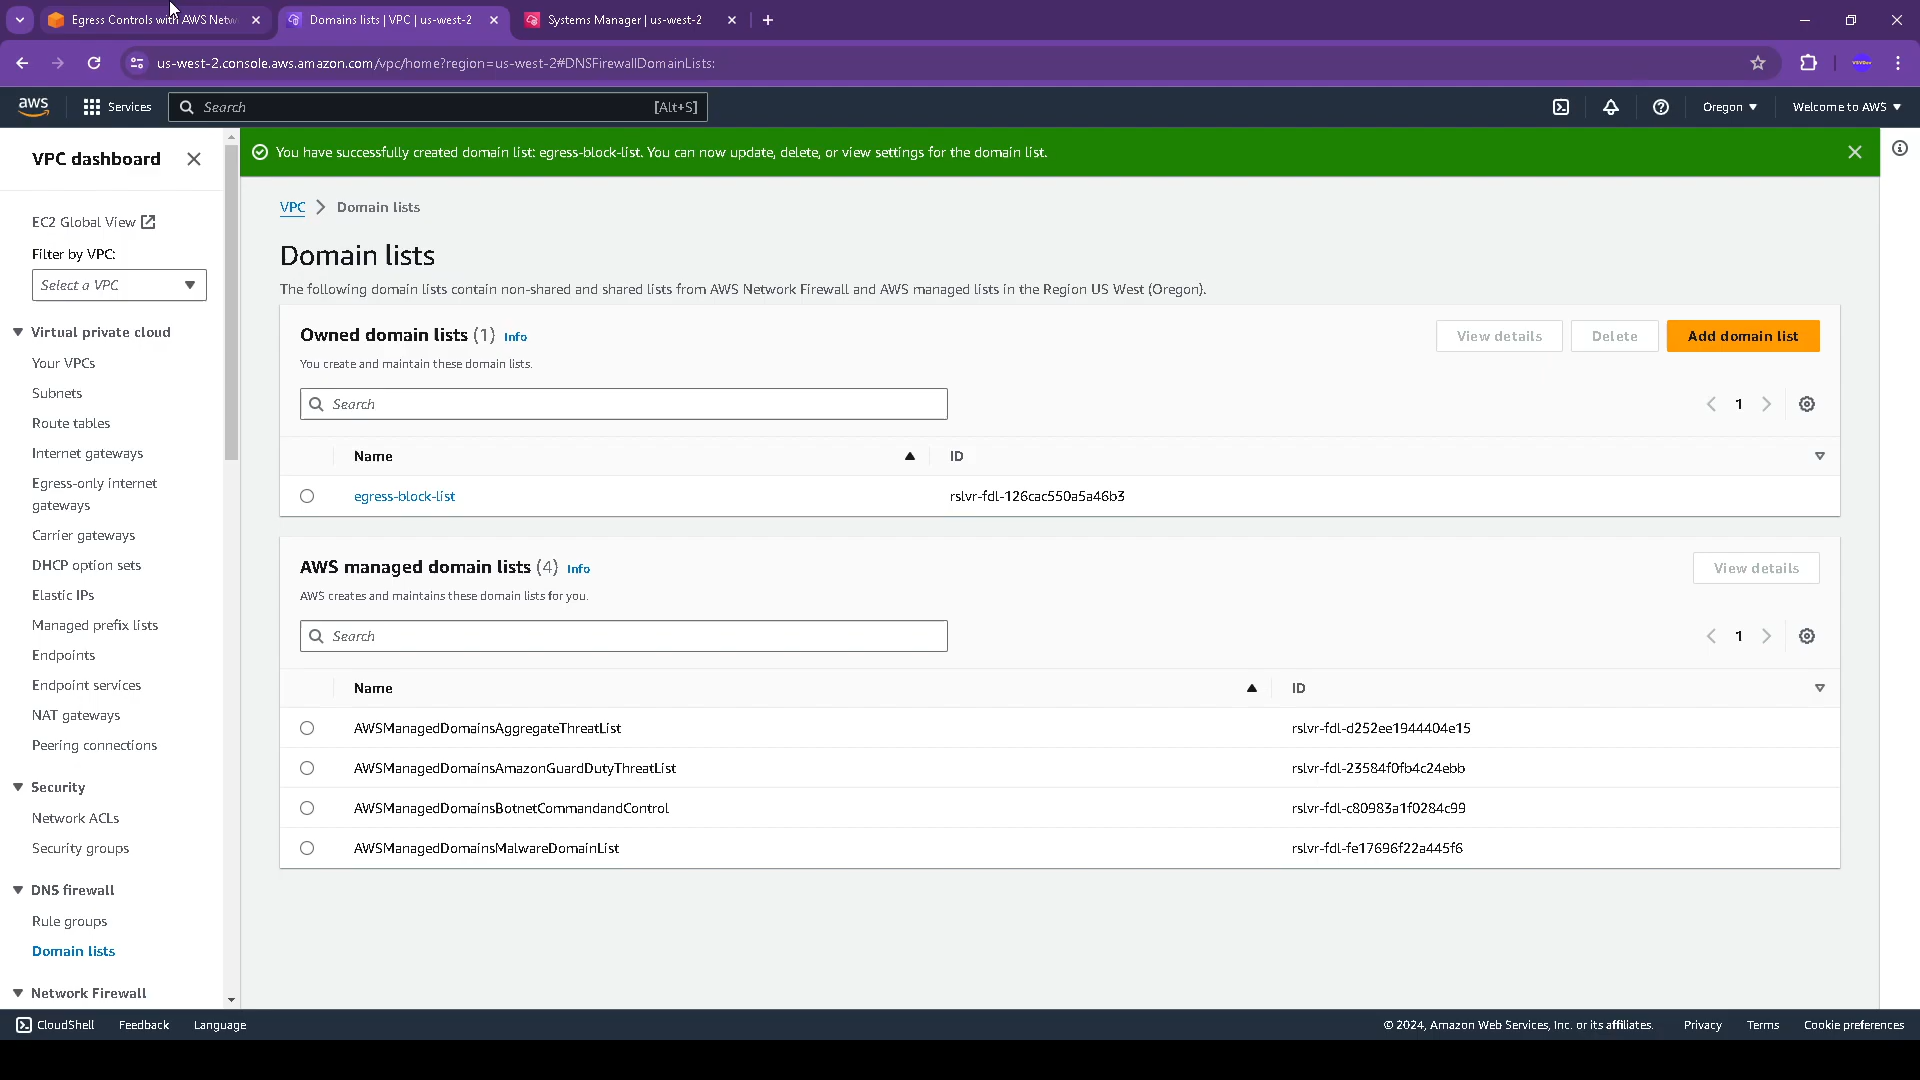 Egress Controls with AWS Netw
Domains lists | VPC | us-west-2
Systems Manager | us-west-2
us-west-2.console.aws.amazon.com/vpc/home?region=us-west-2#DNSFirewallDomainLists:
aws
Services
Search
[Alt+S]
Oregon
Welcome to AWS
VPC dashboard
EC2 Global View
Filter by VPC:
Select a VPC
Virtual private cloud
Your VPCs
Subnets
Route tables
Internet gateways
Egress-only internet
gateways
Carrier gateways
DHCP option sets
Elastic IPs
Managed prefix lists
Endpoints
Endpoint services
NAT gateways
Peering connections
Security
Network ACLs
Security groups
DNS firewall
Rule groups
Domain lists
Network Firewall
You have successfully created domain list: egress-block-list. You can now update, delete, or view settings for the domain list.
VPC > Domain lists
Domain lists
The following domain lists contain non-shared and shared lists from AWS Network Firewall and AWS managed lists in the Region US West (Oregon).
Owned domain lists (1) Info
View details
Delete
Add domain list
You create and maintain these domain lists.
Search
1
Name
ID
egress-block-list
rslvr-fdl-126cac550a5a46b3
AWS managed domain lists (4) Info
View details
AWS creates and maintains these domain lists for you.
Search
1
Name
ID
AWSManagedDomainsAggregateThreatList
rslvr-fdl-d252ee1944404e15
AWSManagedDomainsAmazonGuardDutyThreatList
rslvr-fdl-23584f0fb4c24ebb
AWSManagedDomainsBotnetCommandandControl
rslvr-fdl-c80983a1f0284c99
AWSManagedDomainsMalwareDomainList
rslvr-fdl-fe17696f22a445f6
CloudShell
Feedback
Language
© 2024, Amazon Web Services, Inc. or its affiliates.
Privacy
Terms
Cookie preferences